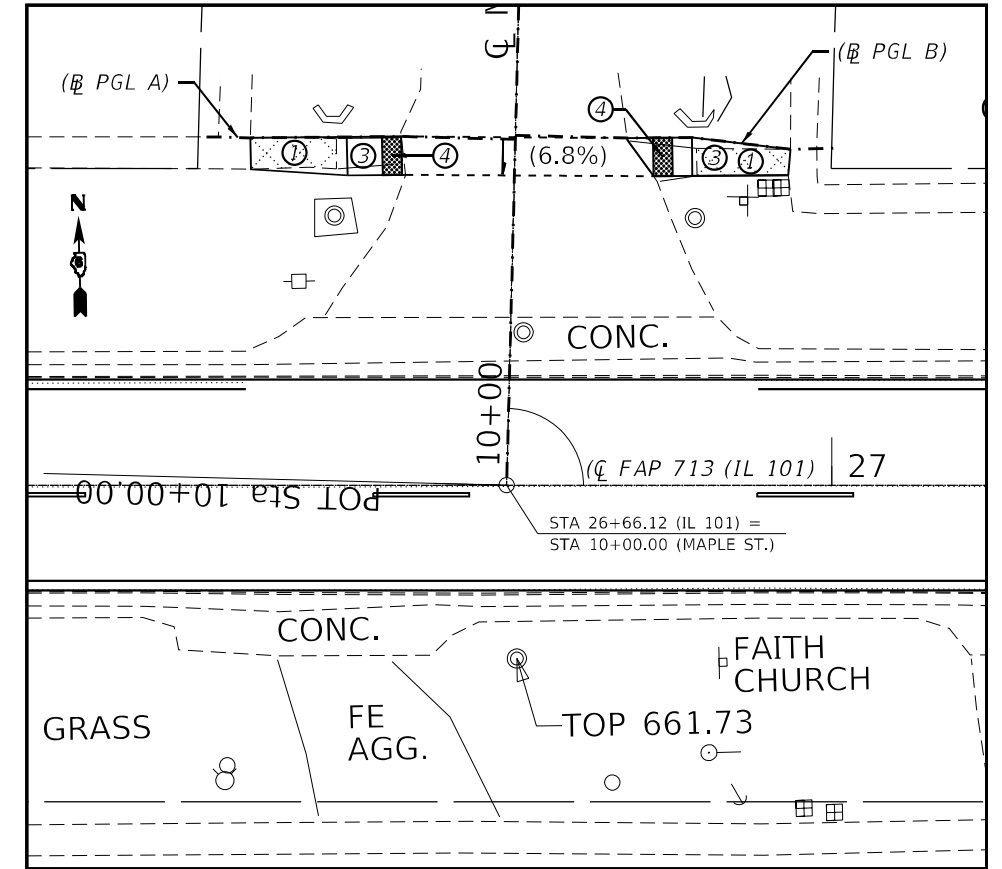 ℄ M
(℄ PGL B)
(B͟L PGL A)
4
1
3
4
(6.8%)
3
1
N
CONC.
10+00
(℄ FAP 713 (IL 101)
27
POT Sta 10+00.00
STA 26+66.12 (IL 101) =
STA 10+00.00 (MAPLE ST.)
CONC.
FAITH
CHURCH
GRASS
FE
AGG.
TOP 661.73